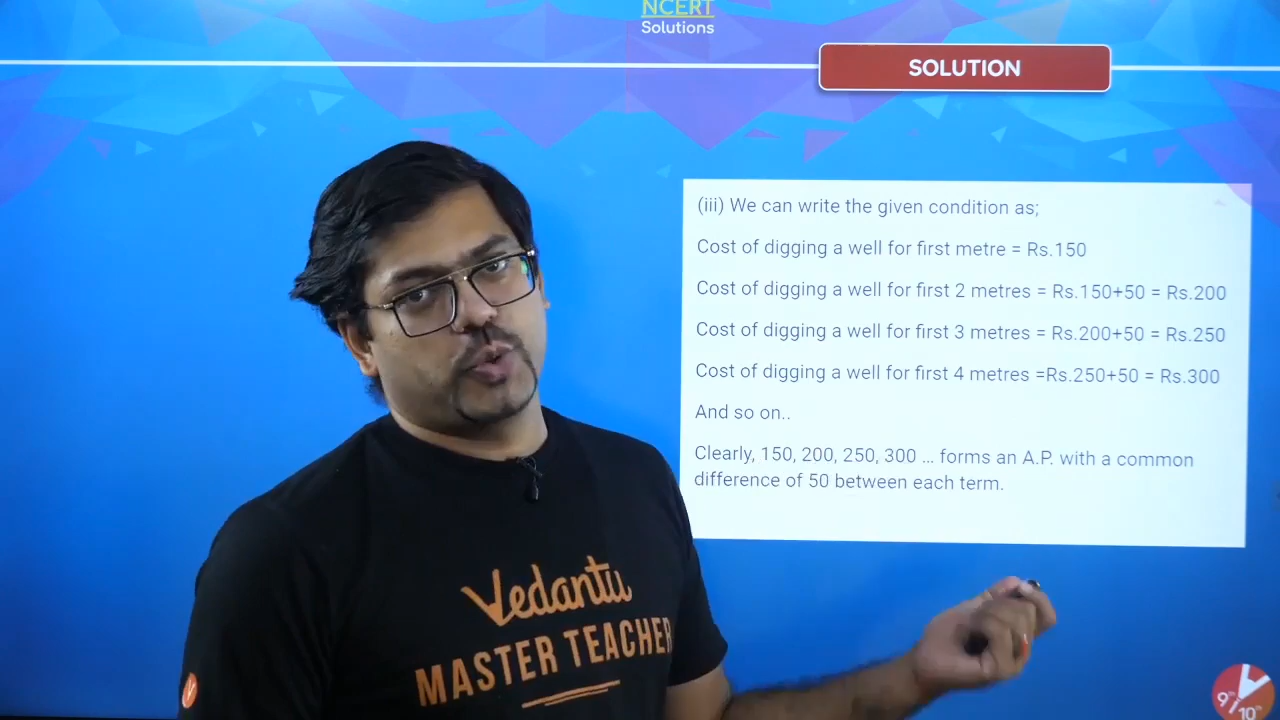 NCERT
Solutions
SOLUTION
(iii) We can write the given condition as;
Cost of digging a well for first metre = Rs.150
Cost of digging a well for first 2 metres = Rs.150+50 = Rs.200
Cost of digging a well for first 3 metres = Rs.200+50 = Rs.250
Cost of digging a well for first 4 metres =Rs.250+50 = Rs.300
And so on..
Clearly, 150, 200, 250, 300 ... forms an A.P. with a common
difference of 50 between each term.
Vedantu
MASTER TEACHER
V
9th/10th